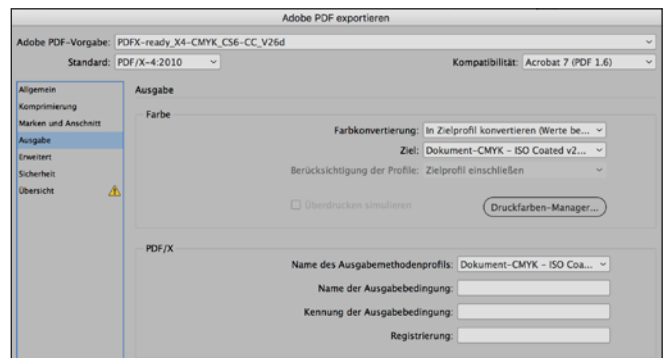 Adobe PDF exportieren
Adobe PDF-Vorgabe: PDFX-ready_X4-CMYK_CS6-CC_V26d
Standard: PDF/X-4:2010 Kompatibilität: Acrobat 7 (PDF 1.6)
Allgemein
Komprimierung
Marken und Anschnitt
Ausgabe
Erweitert
Sicherheit
Übersicht
Ausgabe
Farbe
Farbkonvertierung: In Zielprofil konvertieren (Werte be...
Ziel: Dokument-CMYK - ISO Coated v2...
Berücksichtigung der Profile: Zielprofil einschließen
Überdrucken simulieren Druckfarben-Manager...
PDF/X
Name des Ausgabemethodenprofils: Dokument-CMYK - ISO Coa...
Name der Ausgabebedingung:
Kennung der Ausgabebedingung:
Registrierung: